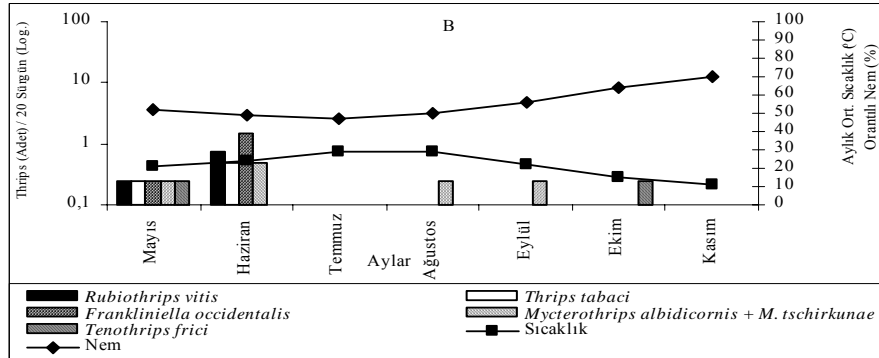 B
Thrips (Adet) / 20 Sürgün (Log.)
100
10
1
0,1
100
90
80
70
60
50
40
30
20
10
0
Aylık Ort. Sıcaklık (°C)
Orantılı Nem (%)
Mayıs
Haziran
Temmuz
Ağustos
Eylül
Ekim
Kasım
Aylar
Rubiothrips vitis
Thrips tabaci
Frankliniella occidentalis
Mycterothrips albidicornis + M. tschirkunae
Tenothrips frici
Sıcaklık
Nem